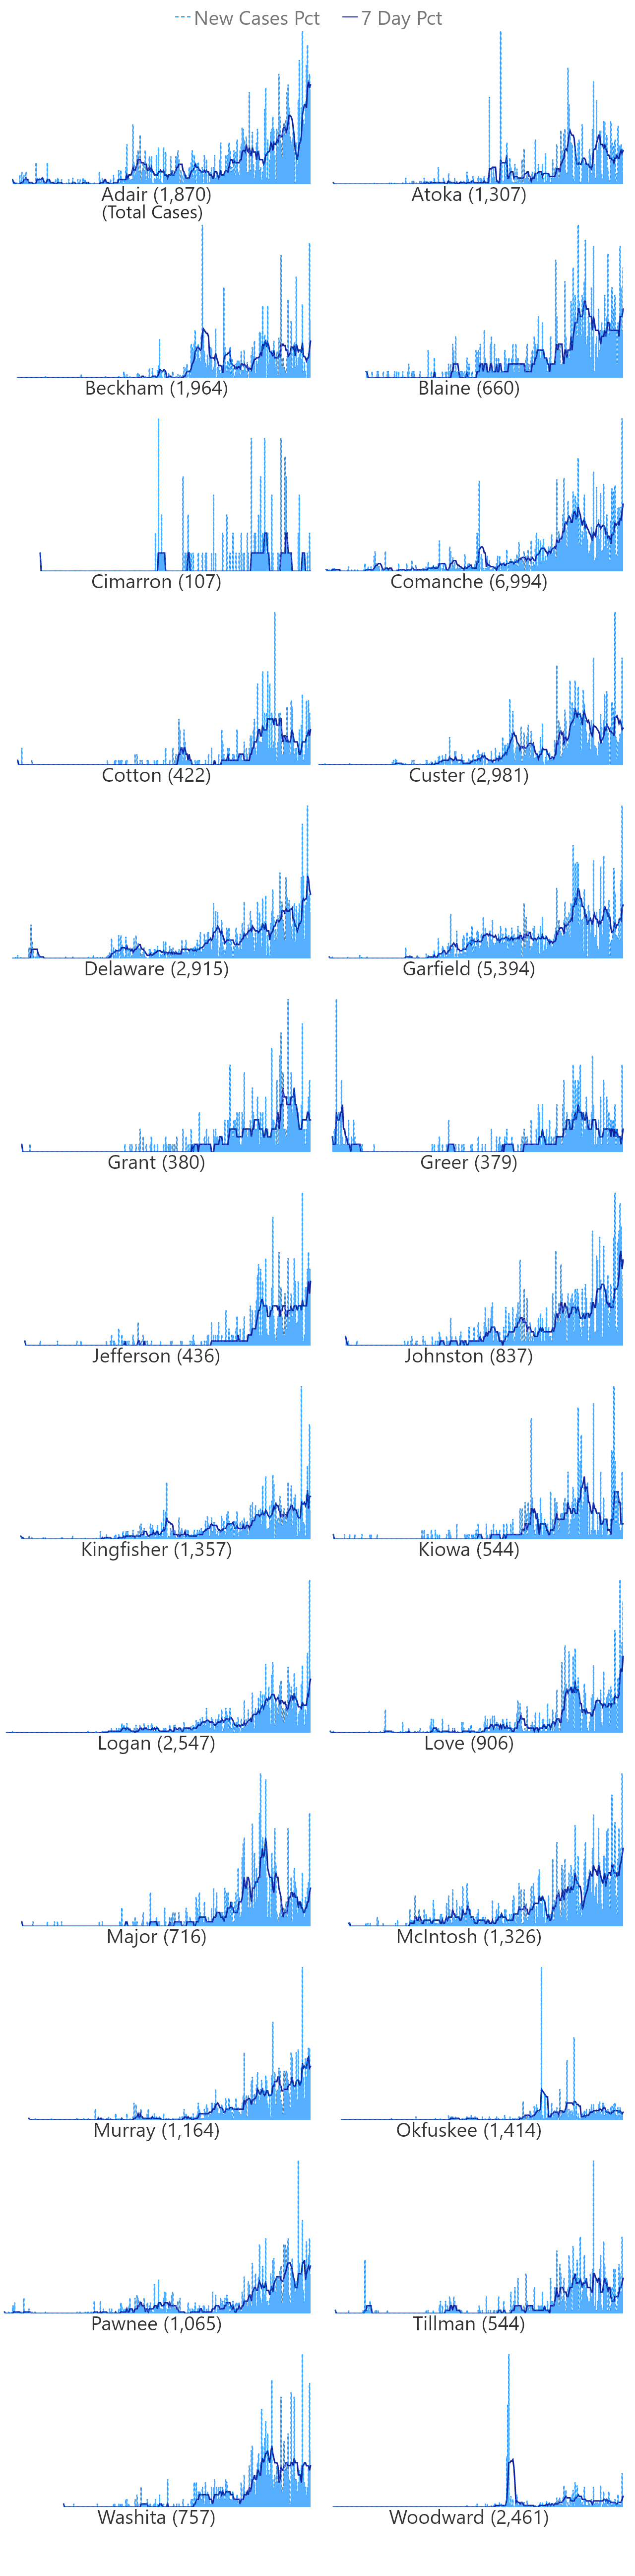 New Cases Pct 7 Day Pct
Adair (1,870) Atoka (1,307)
(Total Cases)
Beckham (1,964) Blaine (660)
Cimarron (107) Comanche (6,994)
Cotton (422) Custer (2,981)
Delaware (2,915) Garfield (5,394)
Grant (380) Greer (379)
Jefferson (436) Johnston (837)
Kingfisher (1,357) Kiowa (544)
Logan (2,547) Love (906)
Major (716) McIntosh (1,326)
Murray (1,164) Okfuskee (1,414)
Pawnee (1,065) Tillman (544)
Washita (757) Woodward (2,461)